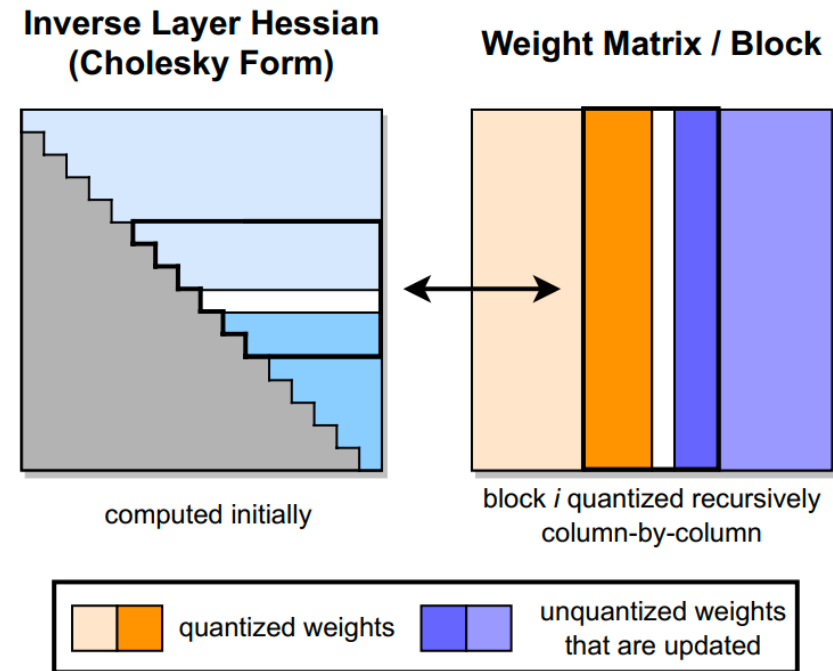 Inverse Layer Hessian
(Cholesky Form)
Weight Matrix / Block
computed initially
block i quantized recursively
column-by-column
quantized weights
unquantized weights
that are updated